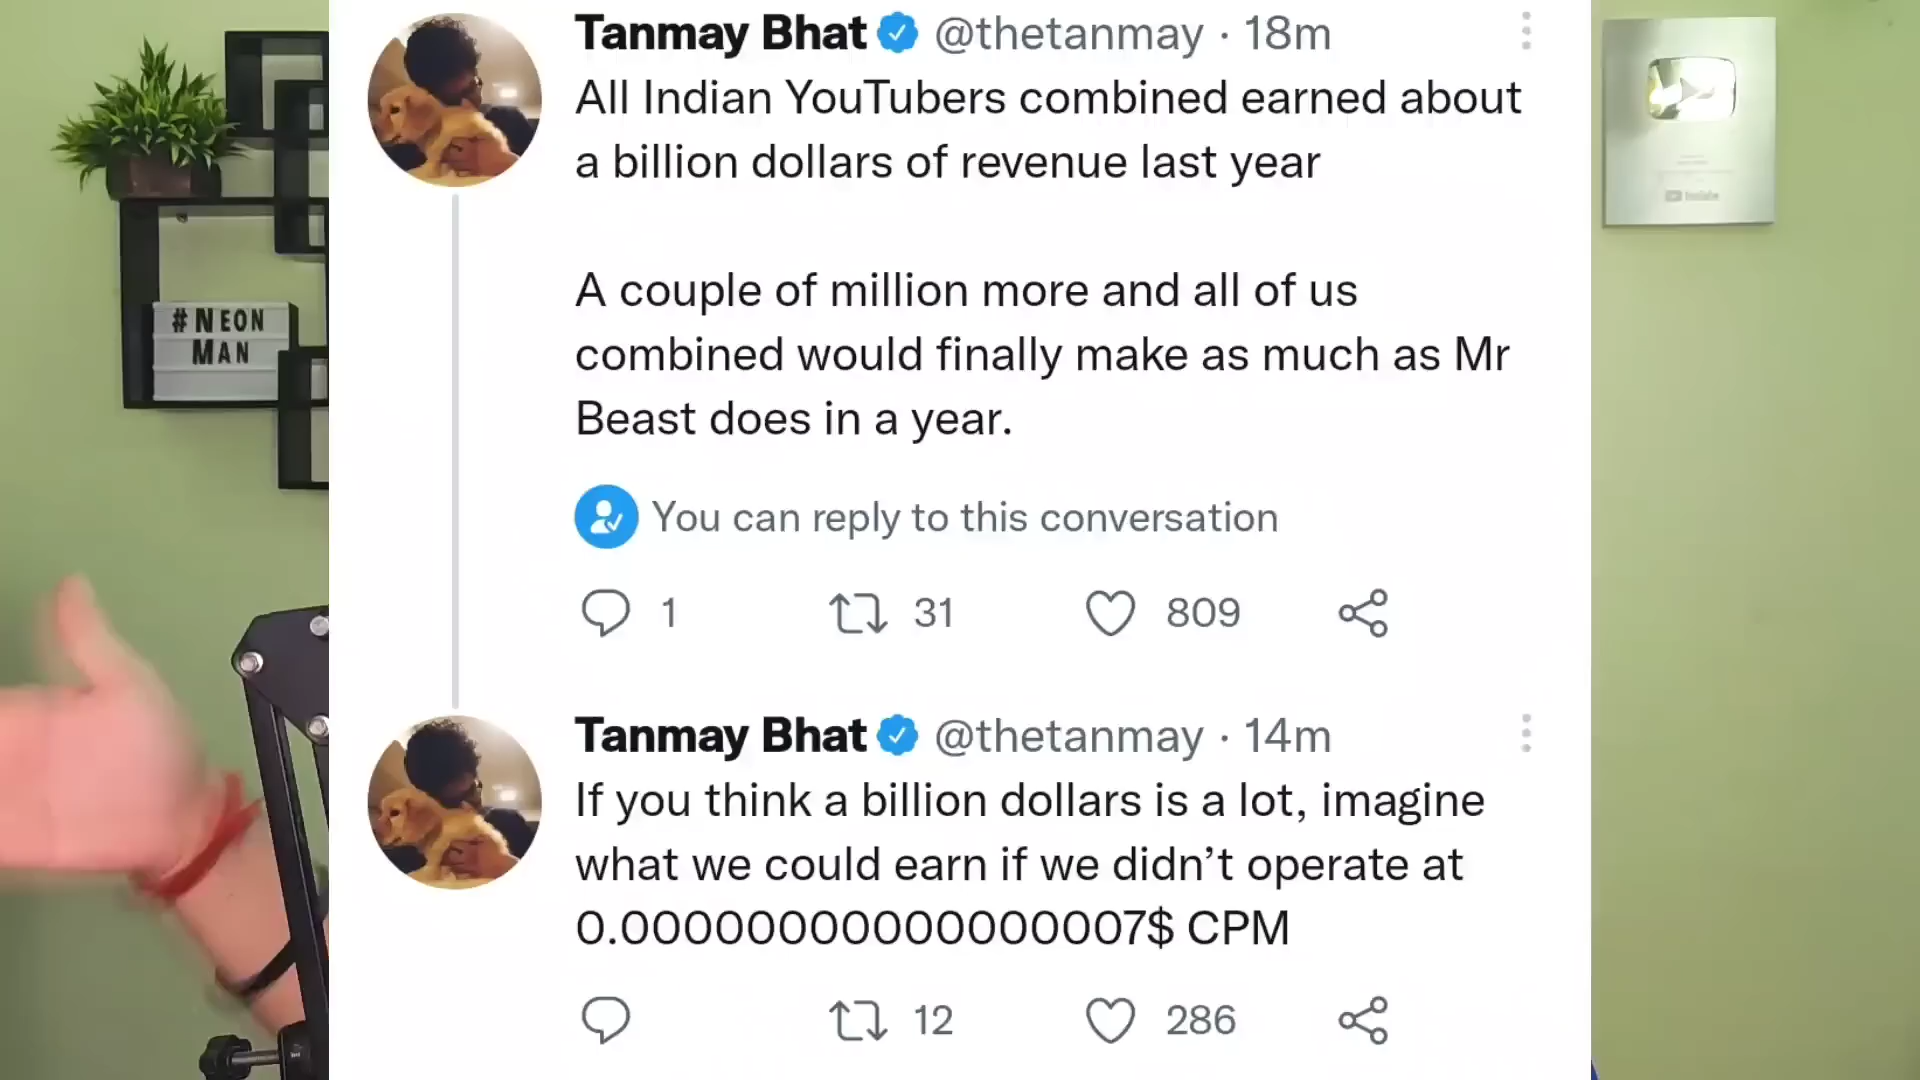 Tanmay Bhat @thetanmay · 18m
All Indian YouTubers combined earned about
a billion dollars of revenue last year
A couple of million more and all of us
combined would finally make as much as Mr
Beast does in a year.
You can reply to this conversation
1 31 809
Tanmay Bhat @thetanmay · 14m
If you think a billion dollars is a lot, imagine
what we could earn if we didn't operate at
0.00000000000000007$ CPM
12 286
#NEON
MAN
YouTube